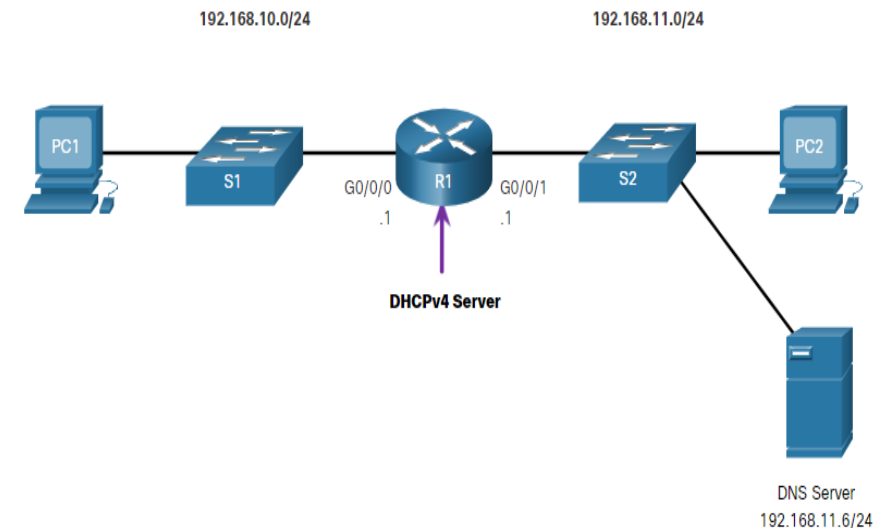 192.168.10.0/24
192.168.11.0/24
PC1
S1
G0/0/0
.1
R1
G0/0/1
.1
S2
PC2
DHCPv4 Server
DNS Server
192.168.11.6/24